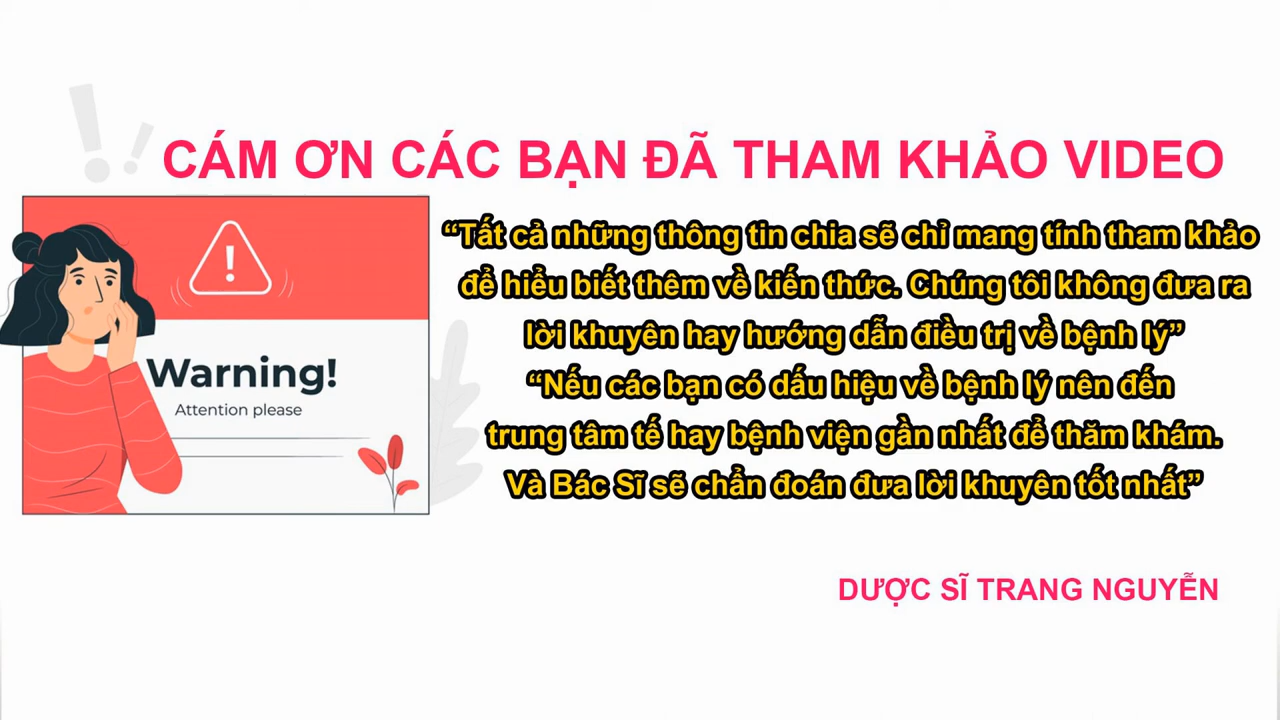 CÁM ƠN CÁC BẠN ĐÃ THAM KHẢO VIDEO
“Tất cả những thông tin chia sẽ chỉ mang tính tham khảo
để hiểu biết thêm về kiến thức. Chúng tôi không đưa ra
lời khuyên hay hướng dẫn điều trị về bệnh lý”
“Nếu các bạn có dấu hiệu về bệnh lý nên đến
trung tâm tế hay bệnh viện gần nhất để thăm khám.
Và Bác Sĩ sẽ chẩn đoán đưa lời khuyên tốt nhất”
Warning!
Attention please
DƯỢC SĨ TRANG NGUYỄN